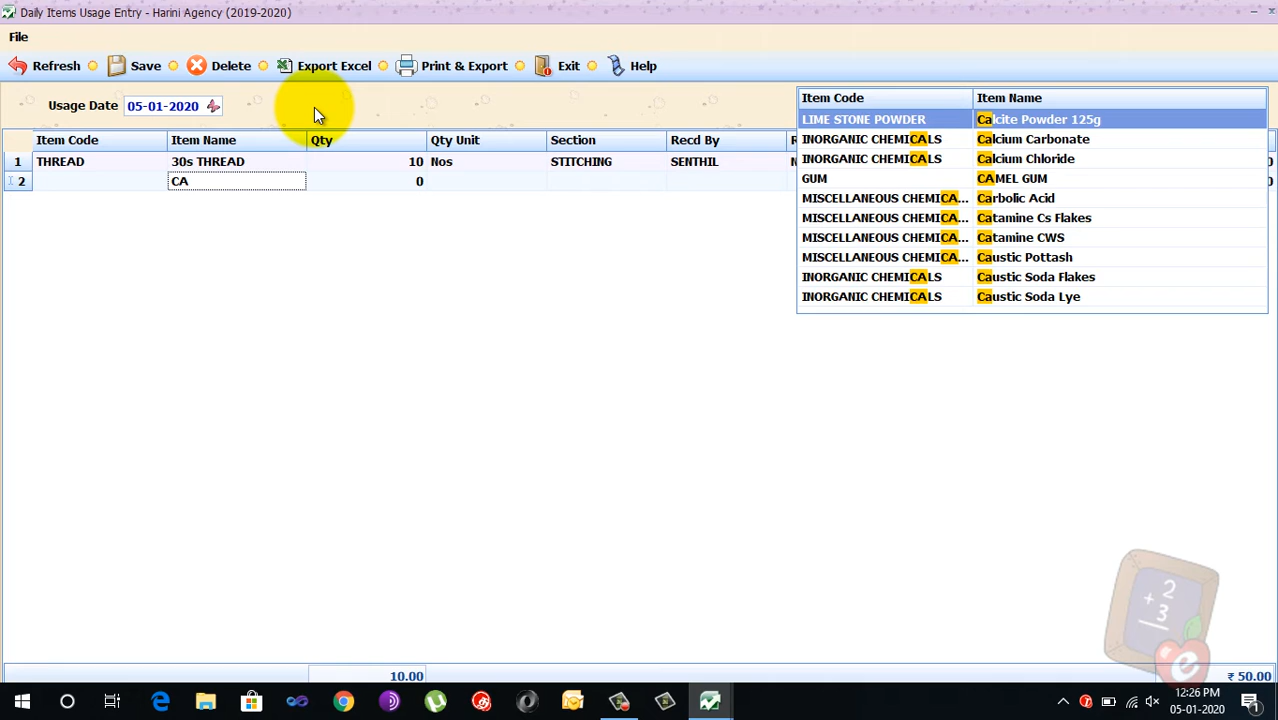 Daily Items Usage Entry - Harini Agency (2019-2020)
File
Refresh Save Delete Export Excel Print & Export Exit Help
Usage Date 05-01-2020
Item Code Item Name Qty Qty Unit Section Recd By
1 THREAD 30s THREAD 10 Nos STITCHING SENTHIL
2 CA 0
Item Code Item Name
LIME STONE POWDER Calcite Powder 125g
INORGANIC CHEMICALS Calcium Carbonate
INORGANIC CHEMICALS Calcium Chloride
GUM CAMEL GUM
MISCELLANEOUS CHEMICA... Carbolic Acid
MISCELLANEOUS CHEMICA... Catamine Cs Flakes
MISCELLANEOUS CHEMICA... Catamine CWS
MISCELLANEOUS CHEMICA... Caustic Pottash
INORGANIC CHEMICALS Caustic Soda Flakes
INORGANIC CHEMICALS Caustic Soda Lye
+ 2
3
e
10.00 ₹ 50.00
12:26 PM
05-01-2020